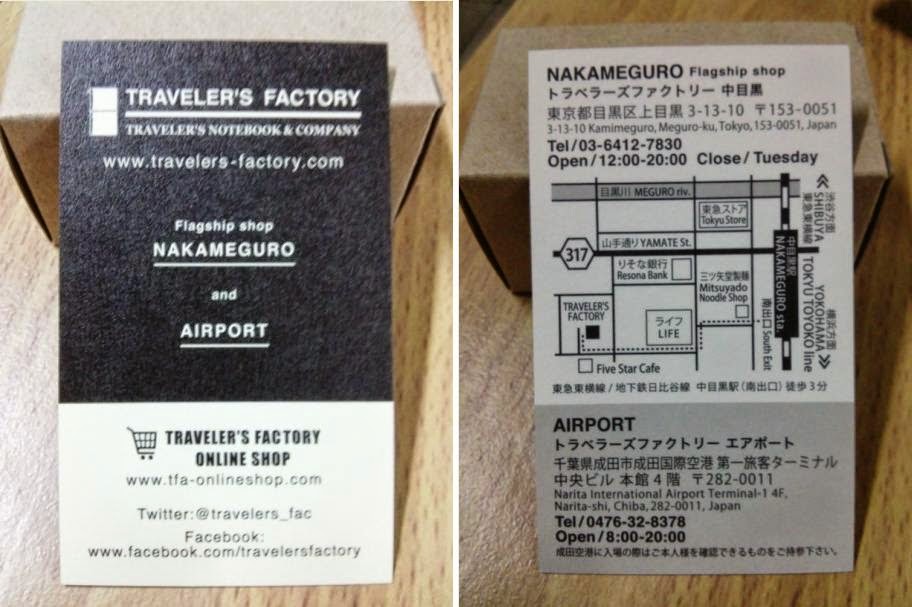 TRAVELER'S FACTORY
TRAVELER'S NOTEBOOK & COMPANY
www.travelers-factory.com
Flagship shop
NAKAMEGURO
and
AIRPORT
TRAVELER'S FACTORY
ONLINE SHOP
www.tfa-onlineshop.com
Twitter:@travelers_fac
Facebook:
www.facebook.com/travelersfactory
NAKAMEGURO Flagship shop
トラベラーズファクトリー 中目黒
東京都目黒区上目黒 3-13-10 〒153-0051
3-13-10 Kamimeguro, Meguro-ku, Tokyo, 153-0051, Japan
Tel/03-6412-7830
Open/12:00-20:00 Close/Tuesday
目黒川 MEGURO riv.
東急ストア
Tokyu Store
山手通り YAMATE St.
317
りそな銀行
Resona Bank
三ツ矢堂製麺
Mitsuyado
Noodle Shop
TRAVELER'S
FACTORY
ライフ
LIFE
Five Star Cafe
中目黒駅
NAKAMEGURO sta.
南出口 South Exit
渋谷方面
SHIBUYA
東急東横線
TOKYU TOYOKO line
横浜方面
YOKOHAMA
東急東横線/地下鉄日比谷線 中目黒駅(南出口)徒歩3分
AIRPORT
トラベラーズファクトリー エアポート
千葉県成田市成田国際空港 第一旅客ターミナル
中央ビル 本館4階 〒282-0011
Narita International Airport Terminal-1 4F,
Narita-shi, Chiba, 282-0011, Japan
Tel/0476-32-8378
Open/8:00-20:00
成田空港に入場の際はご本人様を確認できるものをご持参下さい。